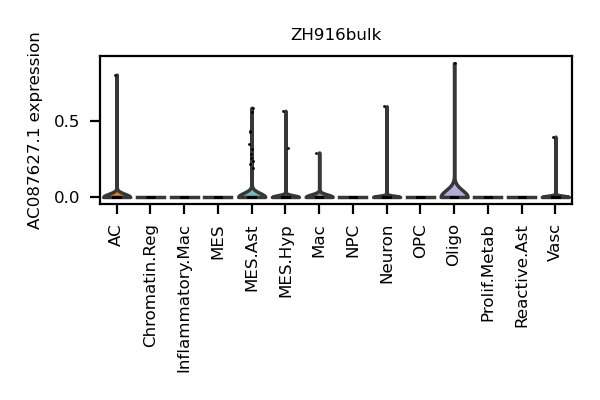 ZH916bulk
AC087627.1 expression
0.5
0.0
AC
Chromatin.Reg
Inflammatory.Mac
MES
MES.Ast
MES.Hyp
Mac
NPC
Neuron
OPC
Oligo
Prolif.Metab
Reactive.Ast
Vasc